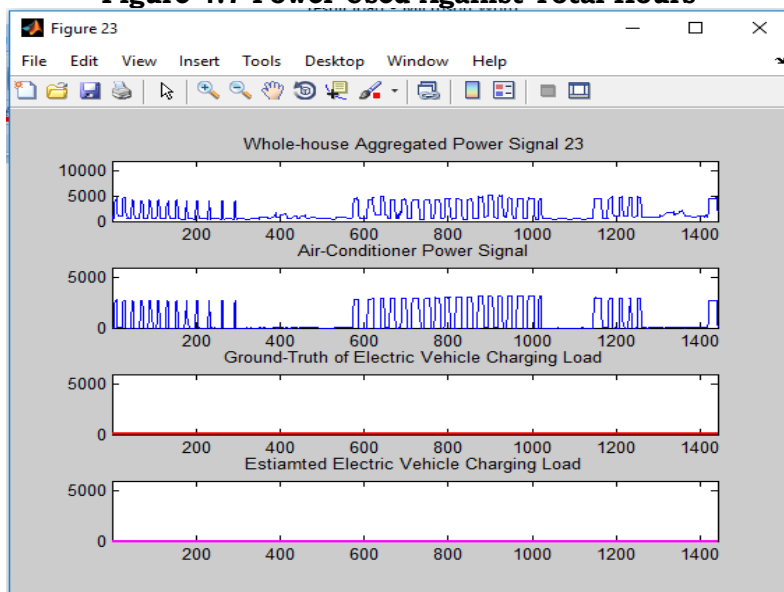 Figure 4.7 Power Used Against Total Hours
Figure 23
File Edit View Insert Tools Desktop Window Help
Whole-house Aggregated Power Signal 23
10000
5000
0
200 400 600 800 1000 1200 1400
Air-Conditioner Power Signal
5000
0
200 400 600 800 1000 1200 1400
Ground-Truth of Electric Vehicle Charging Load
5000
0
200 400 600 800 1000 1200 1400
Estiamted Electric Vehicle Charging Load
5000
0
200 400 600 800 1000 1200 1400